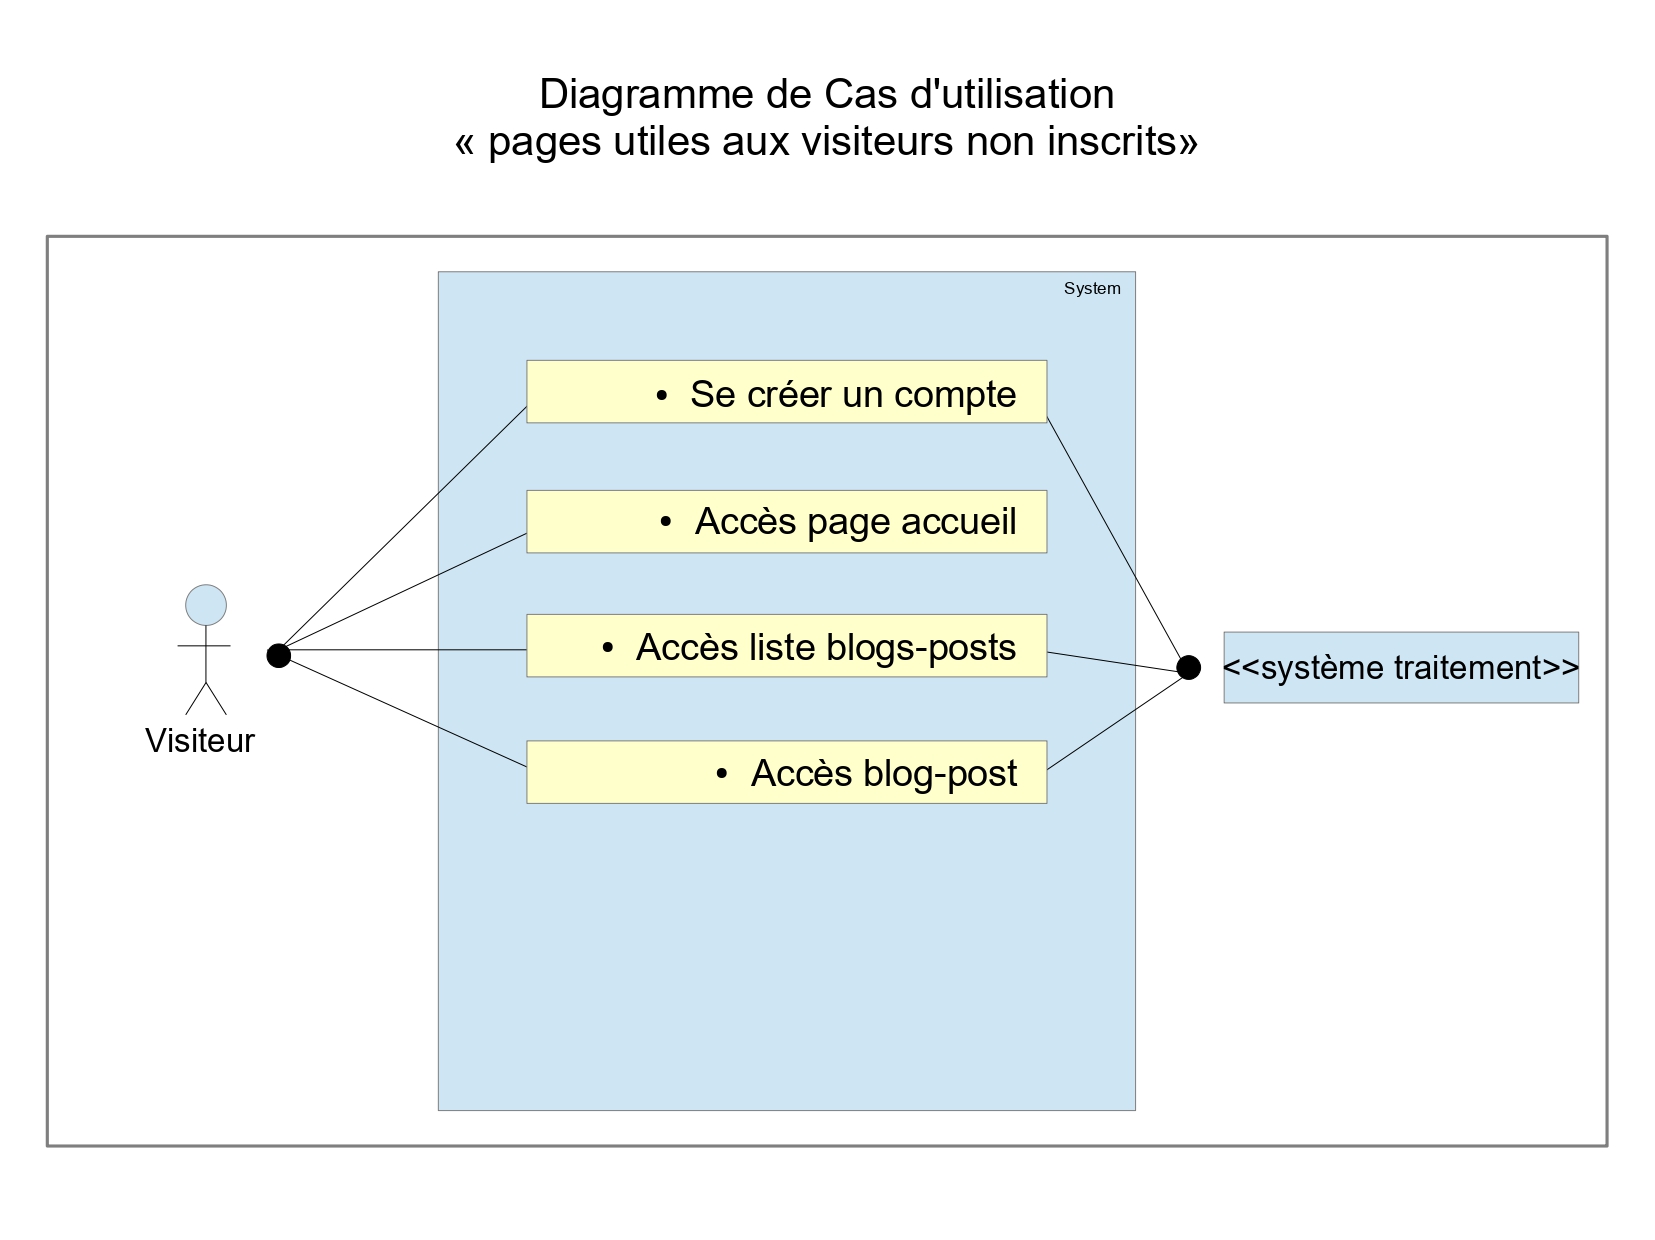 Diagramme de Cas d'utilisation
« pages utiles aux visiteurs non inscrits»
System
• Se créer un compte
• Accès page accueil
• Accès liste blogs-posts
<<système traitement>>
Visiteur
• Accès blog-post